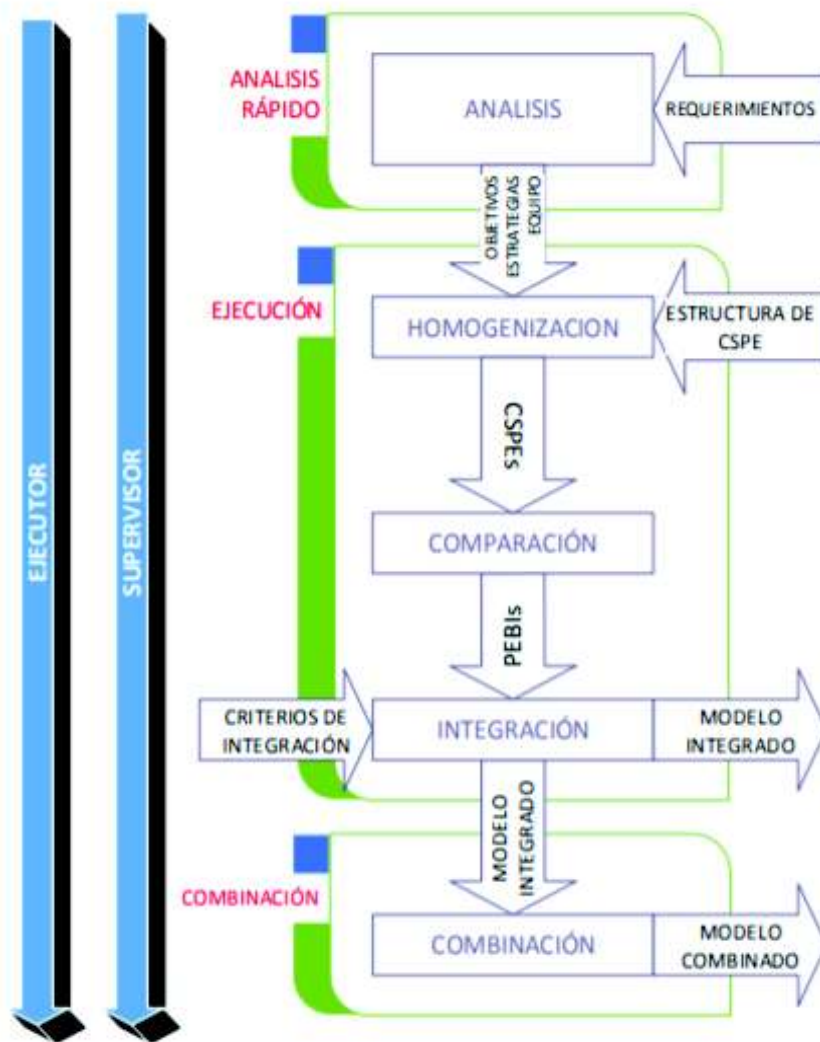 EJECUTOR
SUPERVISOR
ANALISIS
RÁPIDO
ANALISIS
REQUERIMIENTOS
OBJETIVOS
ESTRATEGIAS
EQUIPO
EJECUCIÓN
HOMOGENIZACION
ESTRUCTURA DE
CSPE
CSPEs
COMPARACIÓN
PEBIs
CRITERIOS DE
INTEGRACIÓN
INTEGRACIÓN
MODELO
INTEGRADO
MODELO
INTEGRADO
COMBINACIÓN
COMBINACIÓN
MODELO
COMBINADO